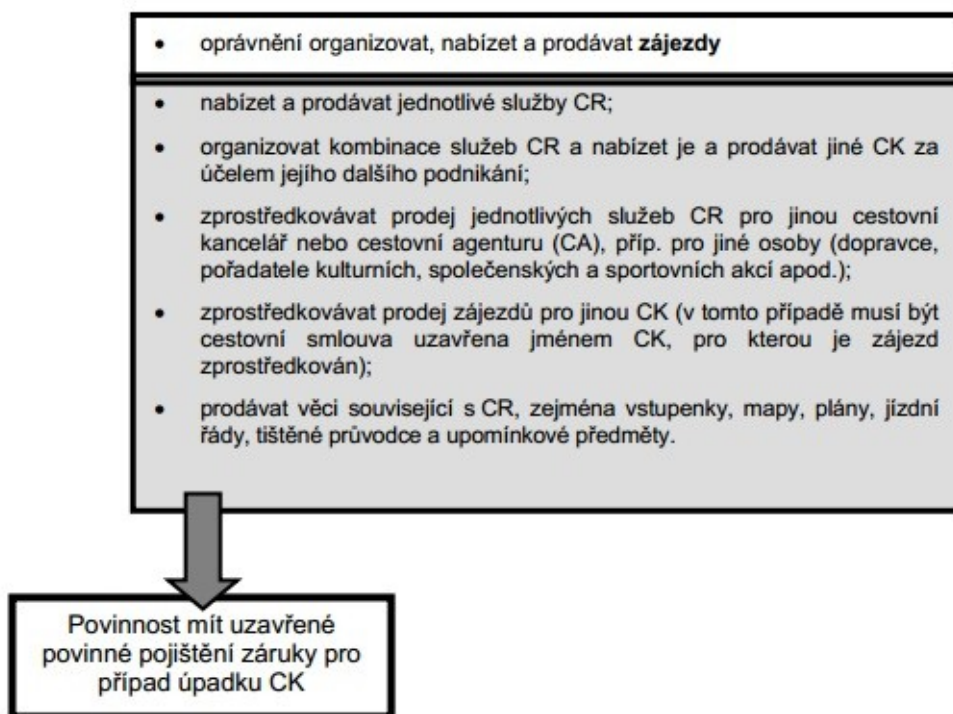 • oprávnění organizovat, nabízet a prodávat zájezdy
• nabízet a prodávat jednotlivé služby CR;
• organizovat kombinace služeb CR a nabízet je a prodávat jiné CK za
účelem jejího dalšího podnikání;
• zprostředkovávat prodej jednotlivých služeb CR pro jinou cestovní
kancelář nebo cestovní agenturu (CA), příp. pro jiné osoby (dopravce,
pořadatele kulturních, společenských a sportovních akcí apod.);
• zprostředkovávat prodej zájezdů pro jinou CK (v tomto případě musí být
cestovní smlouva uzavřena jménem CK, pro kterou je zájezd
zprostředkován);
• prodávat věci související s CR, zejména vstupenky, mapy, plány, jízdní
řády, tištěné průvodce a upomínkové předměty.
Povinnost mít uzavřené
povinné pojištění záruky pro
případ úpadku CK